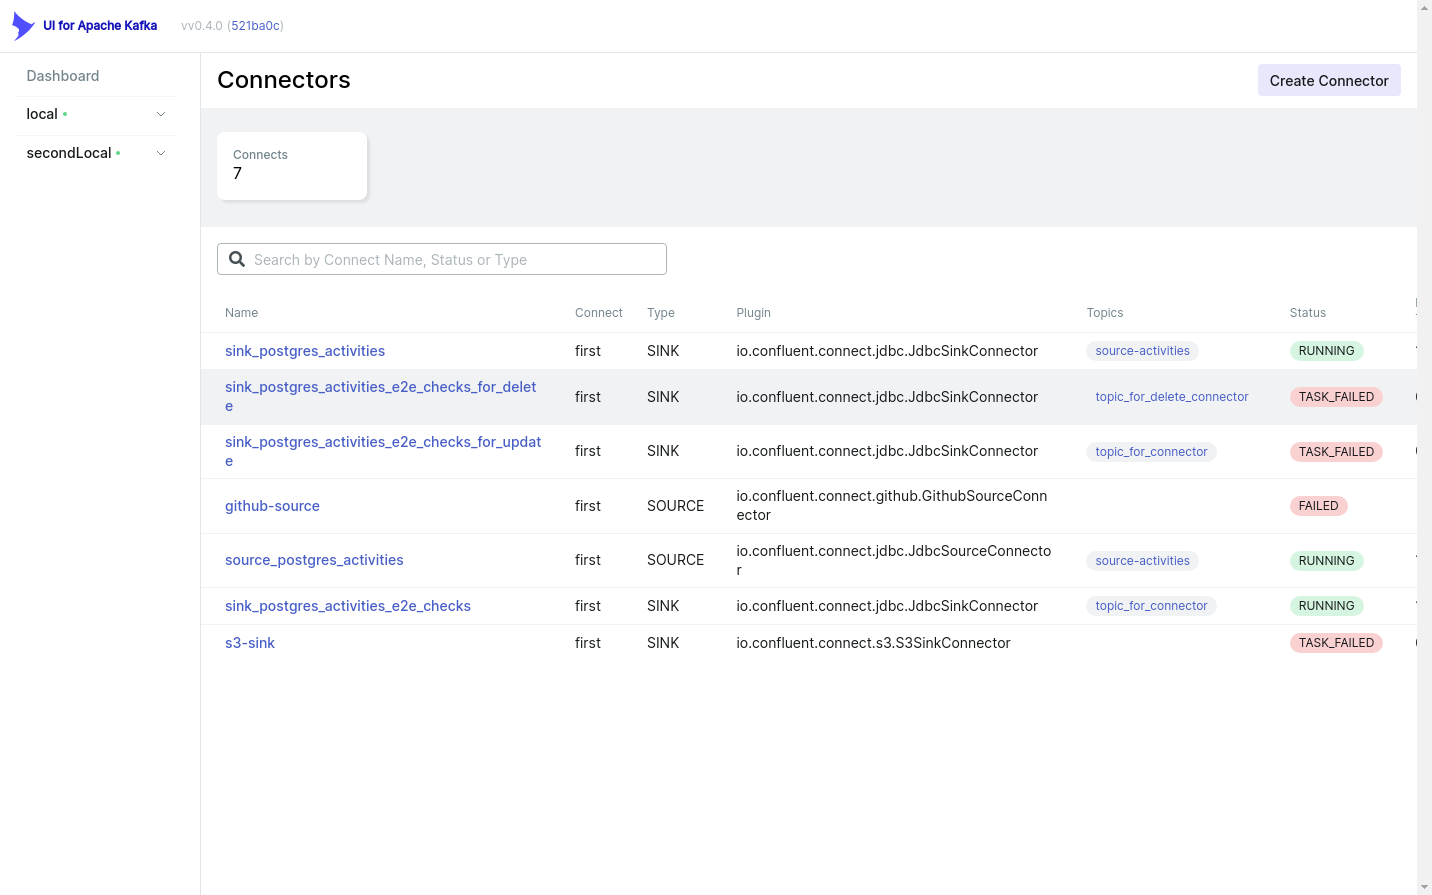 UI for Apache Kafka
vv0.4.0 (521ba0c)
Dashboard
local
secondLocal
Connectors
Create Connector
Connects
7
Search by Connect Name, Status or Type
Name Connect Type Plugin Topics Status
sink_postgres_activities first SINK io.confluent.connect.jdbc.JdbcSinkConnector source-activities RUNNING
sink_postgres_activities_e2e_checks_for_delet
e
first SINK io.confluent.connect.jdbc.JdbcSinkConnector topic_for_delete_connector TASK_FAILED
sink_postgres_activities_e2e_checks_for_updat
e
first SINK io.confluent.connect.jdbc.JdbcSinkConnector topic_for_connector TASK_FAILED
github-source first SOURCE
io.confluent.connect.github.GithubSourceConn
ector
FAILED
source_postgres_activities first SOURCE
io.confluent.connect.jdbc.JdbcSourceConnecto
r
source-activities RUNNING
sink_postgres_activities_e2e_checks first SINK io.confluent.connect.jdbc.JdbcSinkConnector topic_for_connector RUNNING
s3-sink first SINK io.confluent.connect.s3.S3SinkConnector TASK_FAILED